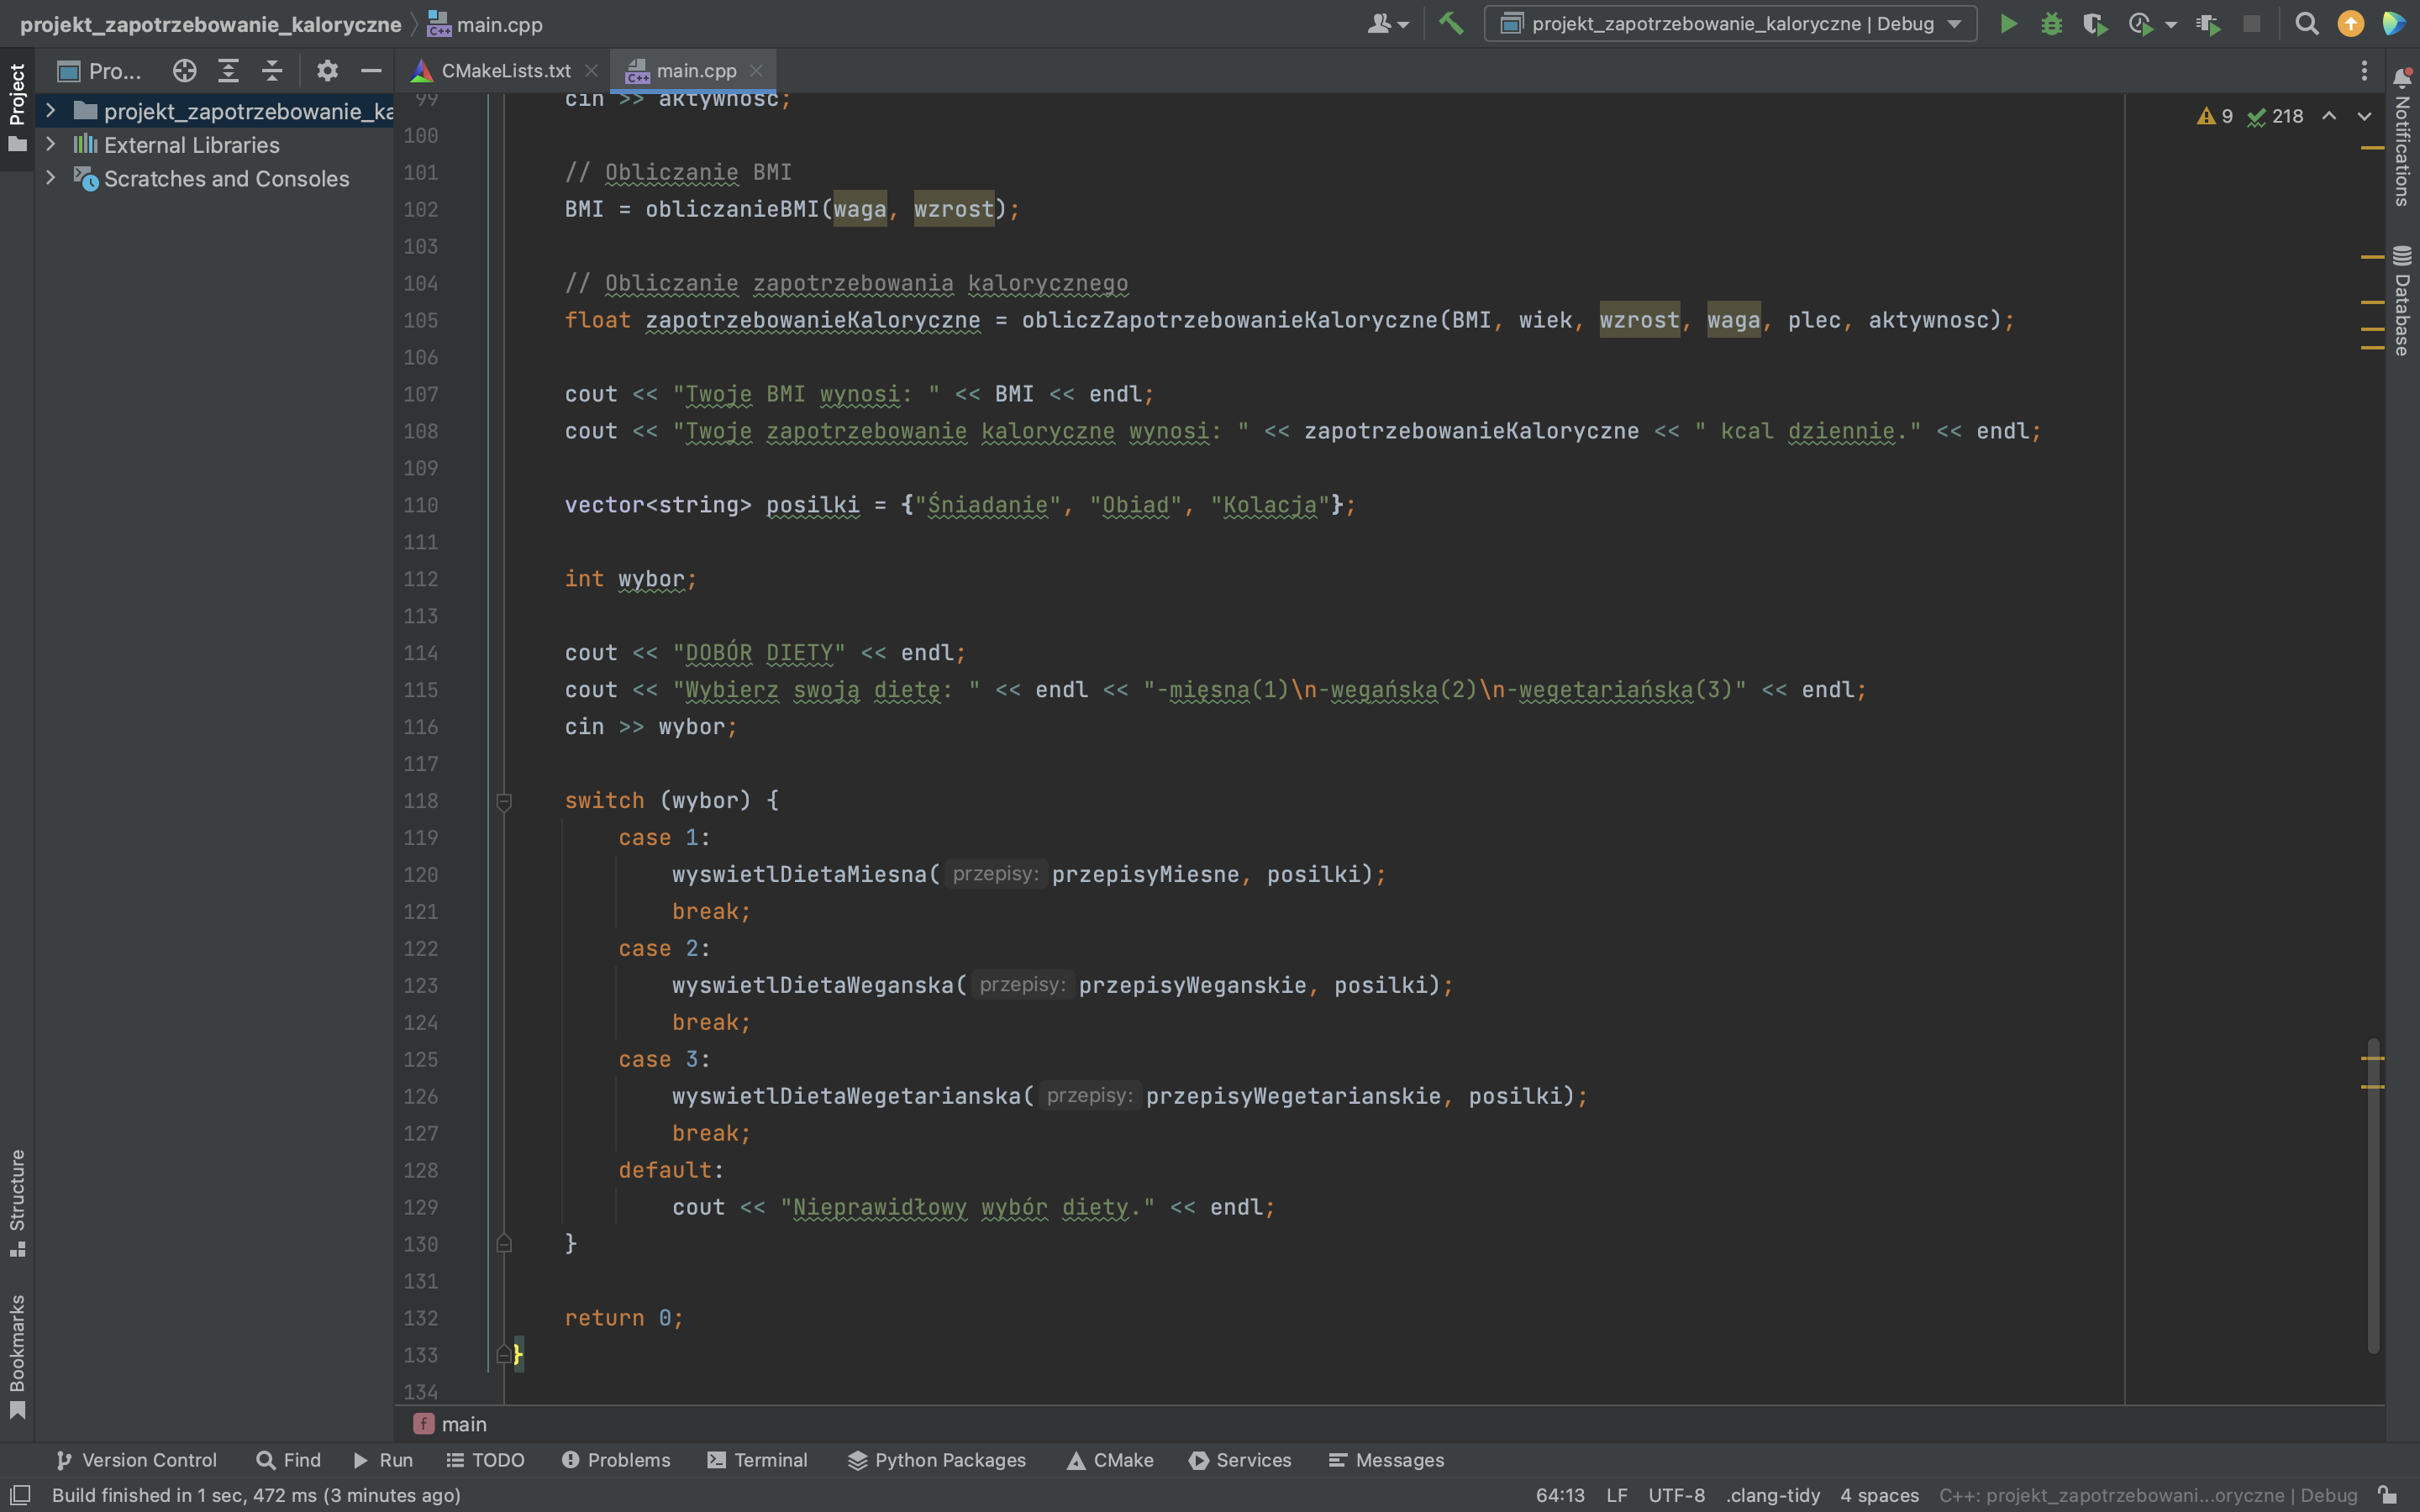 projekt_zapotrzebowanie_kaloryczne main.cpp projekt_zapotrzebowanie_kaloryczne | Debug
Project Pro... CMakeLists.txt main.cpp
projekt_zapotrzebowanie_ka
External Libraries
Scratches and Consoles
9 218
Notifications
Database
Structure
Bookmarks
99 cin >> aktywnosc;
100
101 // Obliczanie BMI
102 BMI = obliczanieBMI(waga, wzrost);
103
104 // Obliczanie zapotrzebowania kalorycznego
105 float zapotrzebowanieKaloryczne = obliczZapotrzebowanieKaloryczne(BMI, wiek, wzrost, waga, plec, aktywnosc);
106
107 cout << "Twoje BMI wynosi: " << BMI << endl;
108 cout << "Twoje zapotrzebowanie kaloryczne wynosi: " << zapotrzebowanieKaloryczne << " kcal dziennie." << endl;
109
110 vector<string> posilki = {"Śniadanie", "Obiad", "Kolacja"};
111
112 int wybor;
113
114 cout << "DOBÓR DIETY" << endl;
115 cout << "Wybierz swoją dietę: " << endl << "-mięsna(1)\n-wegańska(2)\n-wegetariańska(3)" << endl;
116 cin >> wybor;
117
118 switch (wybor) {
119 case 1:
120 wyswietlDietaMiesna( przepisy: przepisyMiesne, posilki);
121 break;
122 case 2:
123 wyswietlDietaWeganska( przepisy: przepisyWeganskie, posilki);
124 break;
125 case 3:
126 wyswietlDietaWegetarianska( przepisy: przepisyWegetarianskie, posilki);
127 break;
128 default:
129 cout << "Nieprawidłowy wybór diety." << endl;
130 }
131
132 return 0;
133 }
134
f main
Version Control Find Run TODO Problems Terminal Python Packages CMake Services Messages
Build finished in 1 sec, 472 ms (3 minutes ago) 64:13 LF UTF-8 .clang-tidy 4 spaces C++: projekt_zapotrzebowani...oryczne | Debug